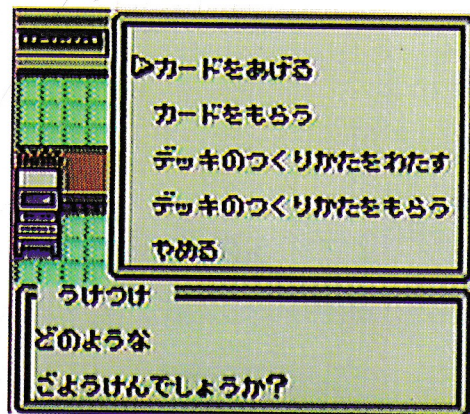 ▷カードをあげる
カードをもらう
デッキのつくりかたをわたす
デッキのつくりかたをもらう
やめる
うけつけ
どのような
ごようけんでしょうか?